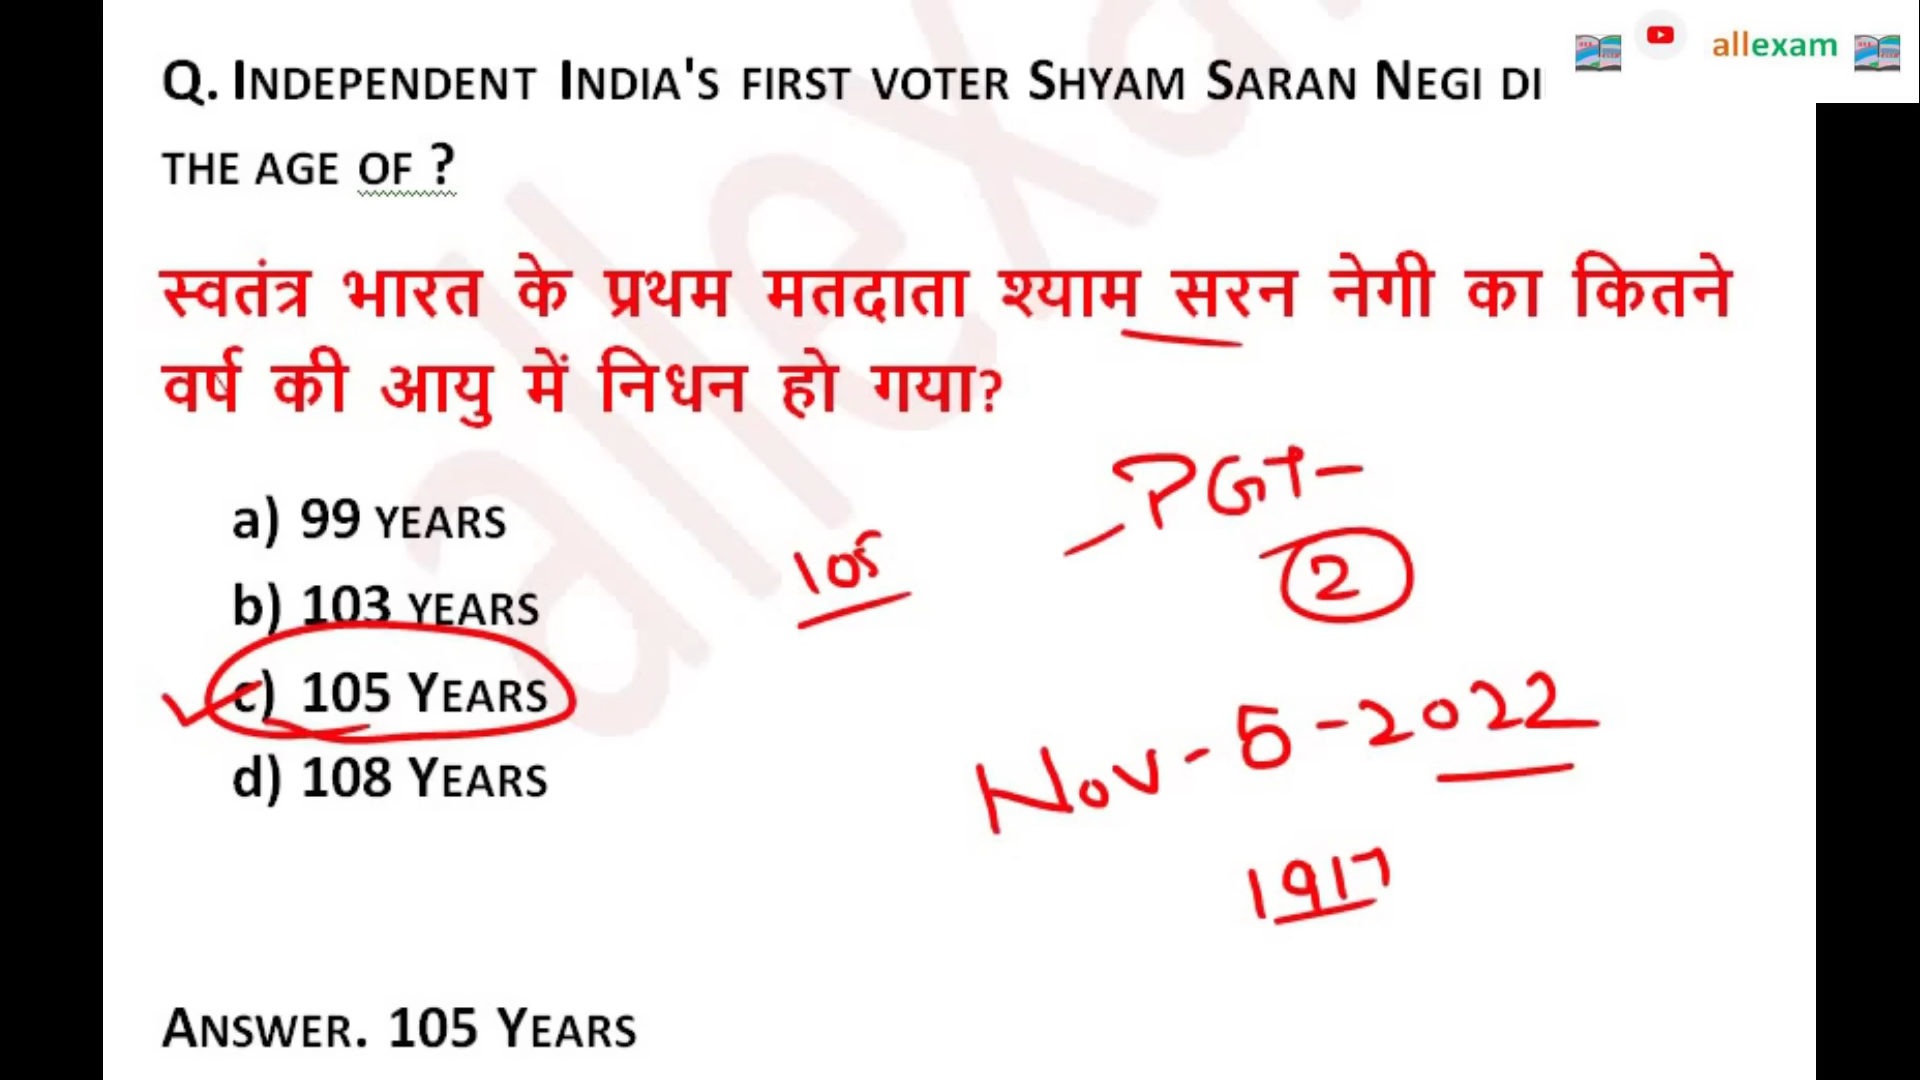 allexam
Q. INDEPENDENT INDIA'S FIRST VOTER SHYAM SARAN NEGI DI
THE AGE OF ?
स्वतंत्र भारत के प्रथम मतदाता श्याम सरन नेगी का कितने
वर्ष की आयु में निधन हो गया?
a) 99 YEARS
b) 103 YEARS
c) 105 YEARS
d) 108 YEARS
105
PGT-
2
Nov-5-2022
1917
ANSWER. 105 YEARS
allexa